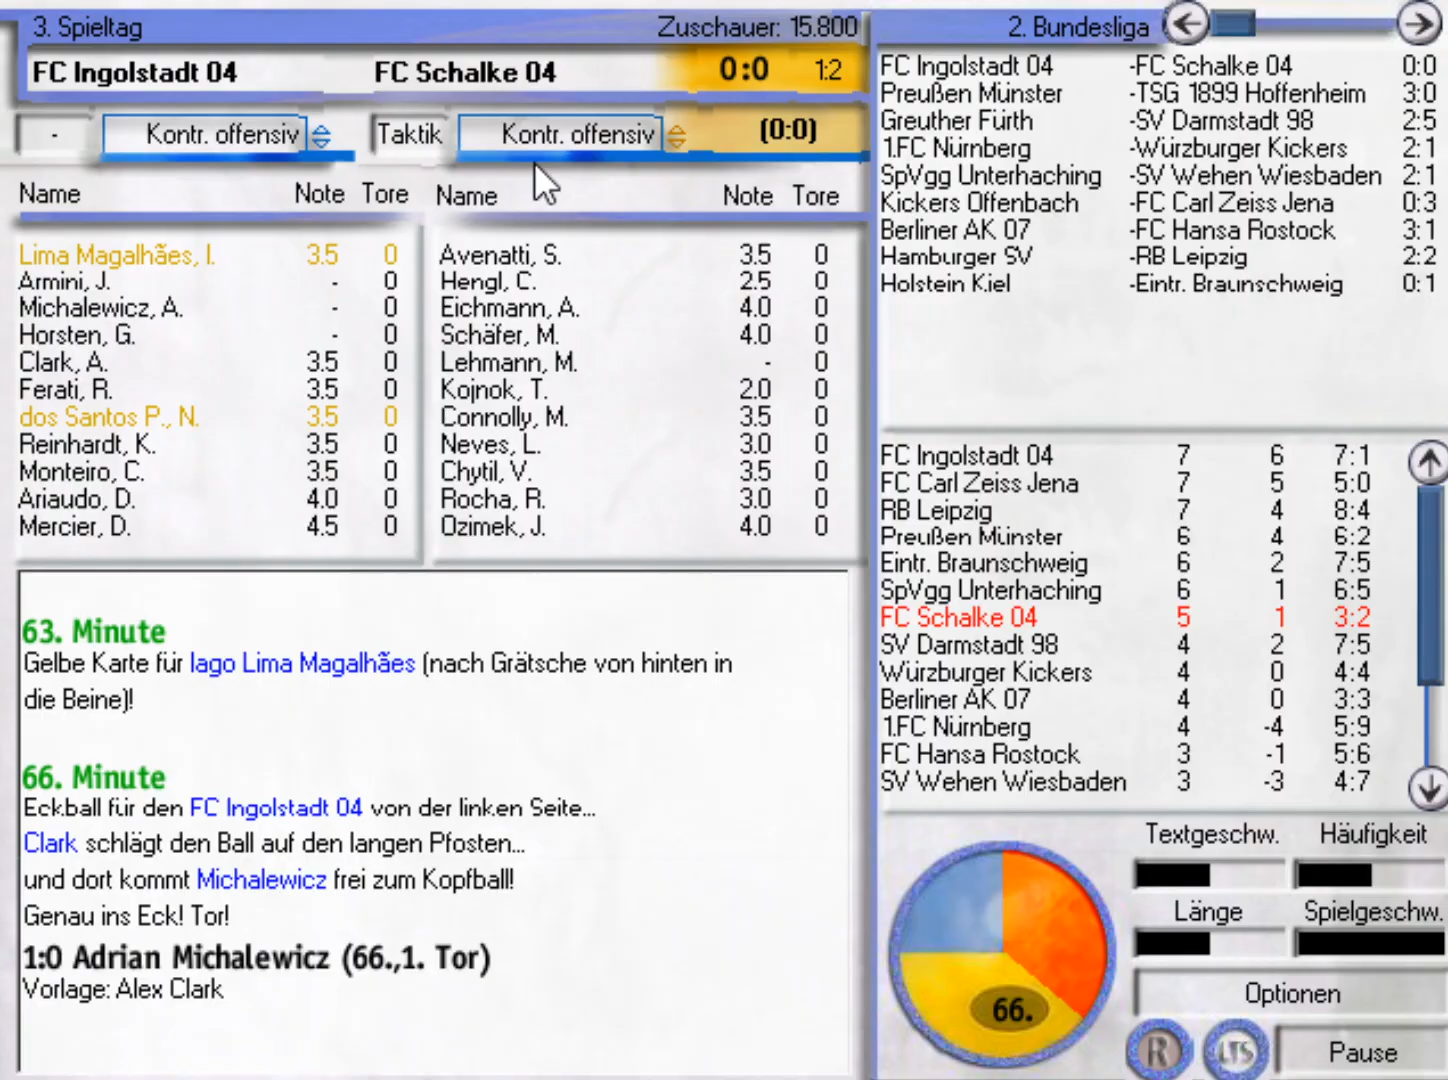 3. Spieltag Zuschauer: 15.800
FC Ingolstadt 04 FC Schalke 04 0:0 1:2
- Kontr. offensiv Taktik Kontr. offensiv (0:0)
Name Note Tore Name Note Tore
Lima Magalhães, I. 3.5 0 Avenatti, S. 3.5 0
Armini, J. - 0 Hengl, C. 2.5 0
Michalewicz, A. - 0 Eichmann, A. 4.0 0
Horsten, G. - 0 Schäfer, M. 4.0 0
Clark, A. 3.5 0 Lehmann, M. - 0
Ferati, R. 3.5 0 Kojnok, T. 2.0 0
dos Santos P., N. 3.5 0 Connolly, M. 3.5 0
Reinhardt, K. 3.5 0 Neves, L. 3.0 0
Monteiro, C. 3.5 0 Chytil, V. 3.5 0
Ariaudo, D. 4.0 0 Rocha, R. 3.0 0
Mercier, D. 4.5 0 Ozimek, J. 4.0 0
63. Minute
Gelbe Karte für Iago Lima Magalhães (nach Grätsche von hinten in
die Beine)!
66. Minute
Eckball für den FC Ingolstadt 04 von der linken Seite...
Clark schlägt den Ball auf den langen Pfosten...
und dort kommt Michalewicz frei zum Kopfball!
Genau ins Eck! Tor!
1:0 Adrian Michalewicz (66.,1. Tor)
Vorlage: Alex Clark
2. Bundesliga
FC Ingolstadt 04 -FC Schalke 04 0:0
Preußen Münster -TSG 1899 Hoffenheim 3:0
Greuther Fürth -SV Darmstadt 98 2:5
1.FC Nürnberg -Würzburger Kickers 2:1
SpVgg Unterhaching -SV Wehen Wiesbaden 2:1
Kickers Offenbach -FC Carl Zeiss Jena 0:3
Berliner AK 07 -FC Hansa Rostock 3:1
Hamburger SV -RB Leipzig 2:2
Holstein Kiel -Eintr. Braunschweig 0:1
FC Ingolstadt 04 7 6 7:1
FC Carl Zeiss Jena 7 5 5:0
RB Leipzig 7 4 8:4
Preußen Münster 6 4 6:2
Eintr. Braunschweig 6 2 7:5
SpVgg Unterhaching 6 1 6:5
FC Schalke 04 5 1 3:2
SV Darmstadt 98 4 2 7:5
Würzburger Kickers 4 0 4:4
Berliner AK 07 4 0 3:3
1.FC Nürnberg 4 -4 5:9
FC Hansa Rostock 3 -1 5:6
SV Wehen Wiesbaden 3 -3 4:7
Textgeschw. Häufigkeit
Länge Spielgeschw.
66.
Optionen
R LTS Pause